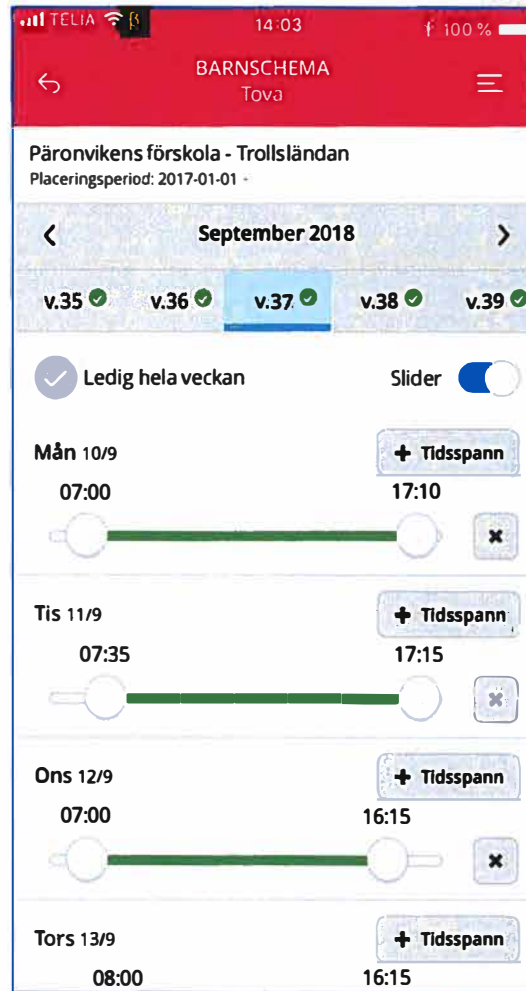 TELIA 14:03 100 %
BARNSCHEMA
Tova
Päronvikens förskola - Trollsländan
Placeringsperiod: 2017-01-01 -
September 2018
v.35 v.36 v.37 v.38 v.39
Ledig hela veckan Slider
Mån 10/9 + Tidsspann
07:00 17:10
Tis 11/9 + Tidsspann
07:35 17:15
Ons 12/9 + Tidsspann
07:00 16:15
Tors 13/9 + Tidsspann
08:00 16:15